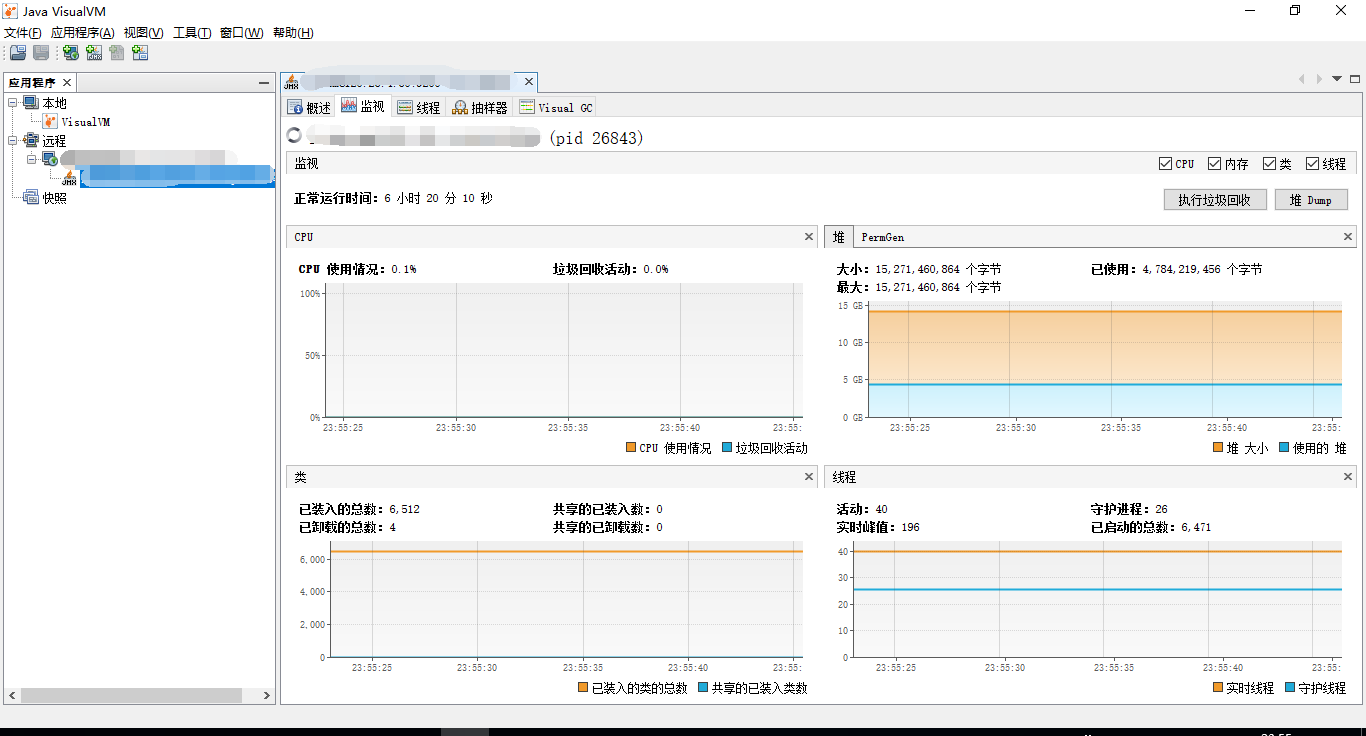 Java VisualVM
文件(F) 应用程序(A) 视图(V) 工具(T) 窗口(W) 帮助(H)
应用程序
本地
VisualVM
远程
JMX
快照
JMX
概述 监视 线程 抽样器 Visual GC
(pid 26843)
监视 CPU 内存 类 线程
正常运行时间: 6 小时 20 分 10 秒 执行垃圾回收 堆 Dump
CPU
CPU 使用情况: 0.1% 垃圾回收活动: 0.0%
100%
50%
0%
23:55:25 23:55:30 23:55:35 23:55:40 23:55:
CPU 使用情况 垃圾回收活动
堆 PermGen
大小: 15,271,460,864 个字节 已使用: 4,784,219,456 个字节
最大: 15,271,460,864 个字节
15 GB
10 GB
5 GB
0 GB
23:55:25 23:55:30 23:55:35 23:55:40 23:55:
堆 大小 使用的 堆
类
已装入的总数: 6,512 共享的已装入数: 0
已卸载的总数: 4 共享的已卸载数: 0
6,000
4,000
2,000
0
23:55:25 23:55:30 23:55:35 23:55:40 23:55:
已装入的类的总数 共享的已装入类数
线程
活动: 40 守护进程: 26
实时峰值: 196 已启动的总数: 6,471
40
30
20
10
0
23:55:25 23:55:30 23:55:35 23:55:40 23:55:
实时线程 守护线程